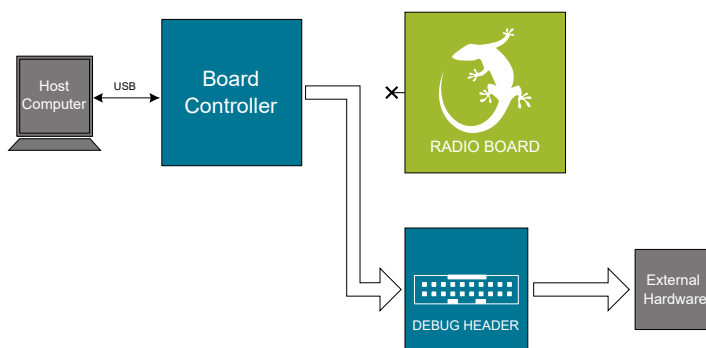 Host
Computer
USB
Board
Controller
RADIO BOARD
DEBUG HEADER
External
Hardware